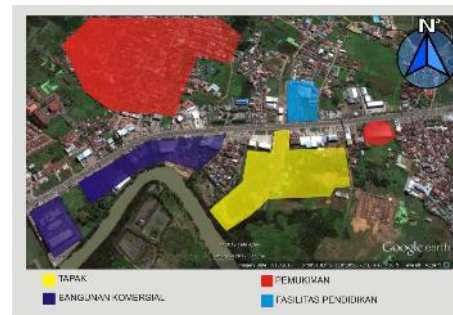 N
Google earth
TAPAK
PEMUKIMAN
BANGUNAN KOMERSIAL
FASILITAS PENDIDIKAN